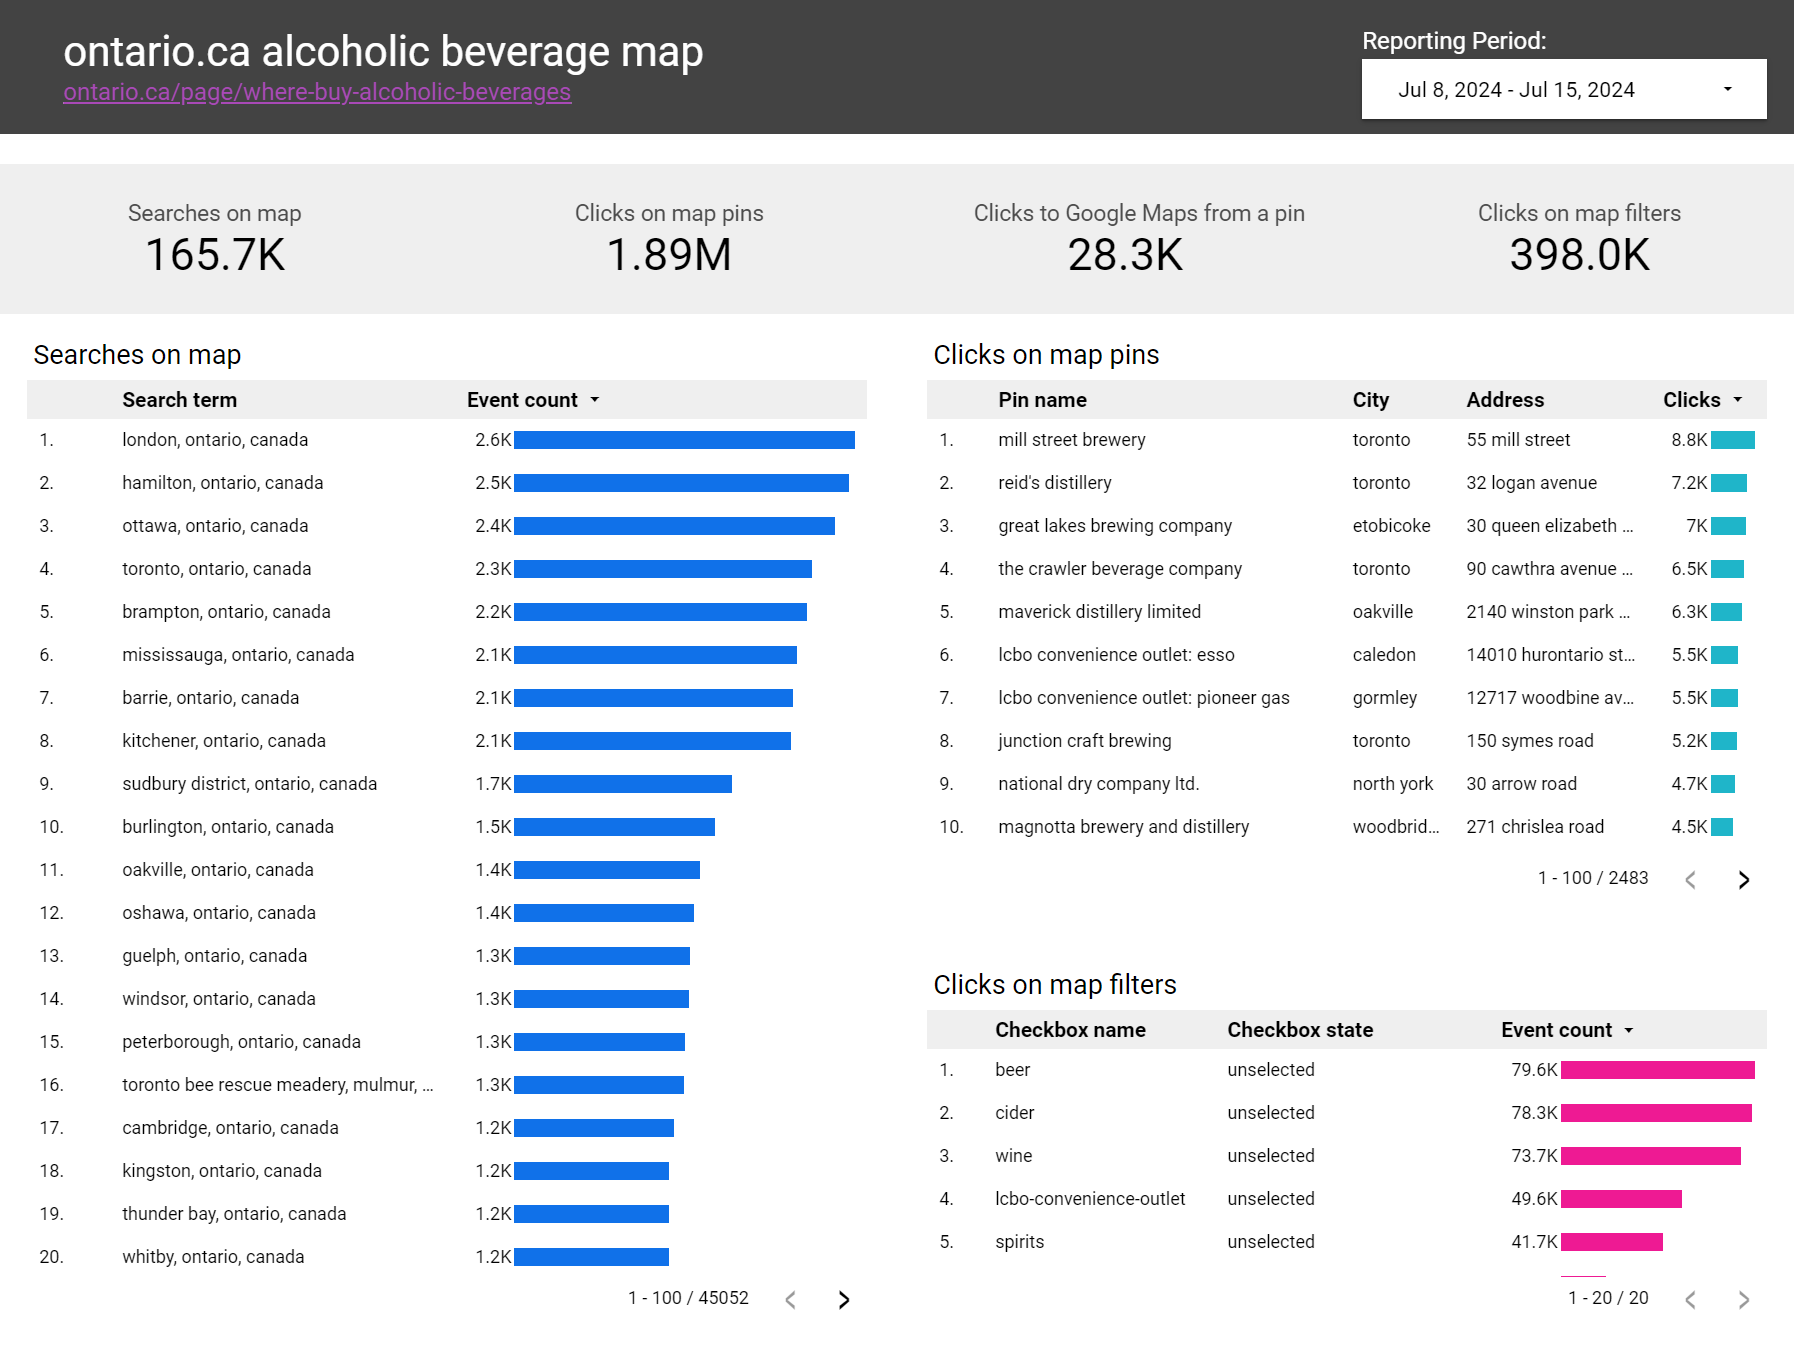 ontario.ca alcoholic beverage map
ontario.ca/page/where-buy-alcoholic-beverages
Reporting Period:
Jul 8, 2024 - Jul 15, 2024
Searches on map
165.7K
Clicks on map pins
1.89M
Clicks to Google Maps from a pin
28.3K
Clicks on map filters
398.0K
Searches on map
Search term Event count
1. london, ontario, canada 2.6K
2. hamilton, ontario, canada 2.5K
3. ottawa, ontario, canada 2.4K
4. toronto, ontario, canada 2.3K
5. brampton, ontario, canada 2.2K
6. mississauga, ontario, canada 2.1K
7. barrie, ontario, canada 2.1K
8. kitchener, ontario, canada 2.1K
9. sudbury district, ontario, canada 1.7K
10. burlington, ontario, canada 1.5K
11. oakville, ontario, canada 1.4K
12. oshawa, ontario, canada 1.4K
13. guelph, ontario, canada 1.3K
14. windsor, ontario, canada 1.3K
15. peterborough, ontario, canada 1.3K
16. toronto bee rescue meadery, mulmur, ... 1.3K
17. cambridge, ontario, canada 1.2K
18. kingston, ontario, canada 1.2K
19. thunder bay, ontario, canada 1.2K
20. whitby, ontario, canada 1.2K
1 - 100 / 45052
Clicks on map pins
Pin name City Address Clicks
1. mill street brewery toronto 55 mill street 8.8K
2. reid's distillery toronto 32 logan avenue 7.2K
3. great lakes brewing company etobicoke 30 queen elizabeth ... 7K
4. the crawler beverage company toronto 90 cawthra avenue ... 6.5K
5. maverick distillery limited oakville 2140 winston park ... 6.3K
6. lcbo convenience outlet: esso caledon 14010 hurontario st... 5.5K
7. lcbo convenience outlet: pioneer gas gormley 12717 woodbine av... 5.5K
8. junction craft brewing toronto 150 symes road 5.2K
9. national dry company ltd. north york 30 arrow road 4.7K
10. magnotta brewery and distillery woodbrid... 271 chrislea road 4.5K
1 - 100 / 2483
Clicks on map filters
Checkbox name Checkbox state Event count
1. beer unselected 79.6K
2. cider unselected 78.3K
3. wine unselected 73.7K
4. lcbo-convenience-outlet unselected 49.6K
5. spirits unselected 41.7K
1 - 20 / 20